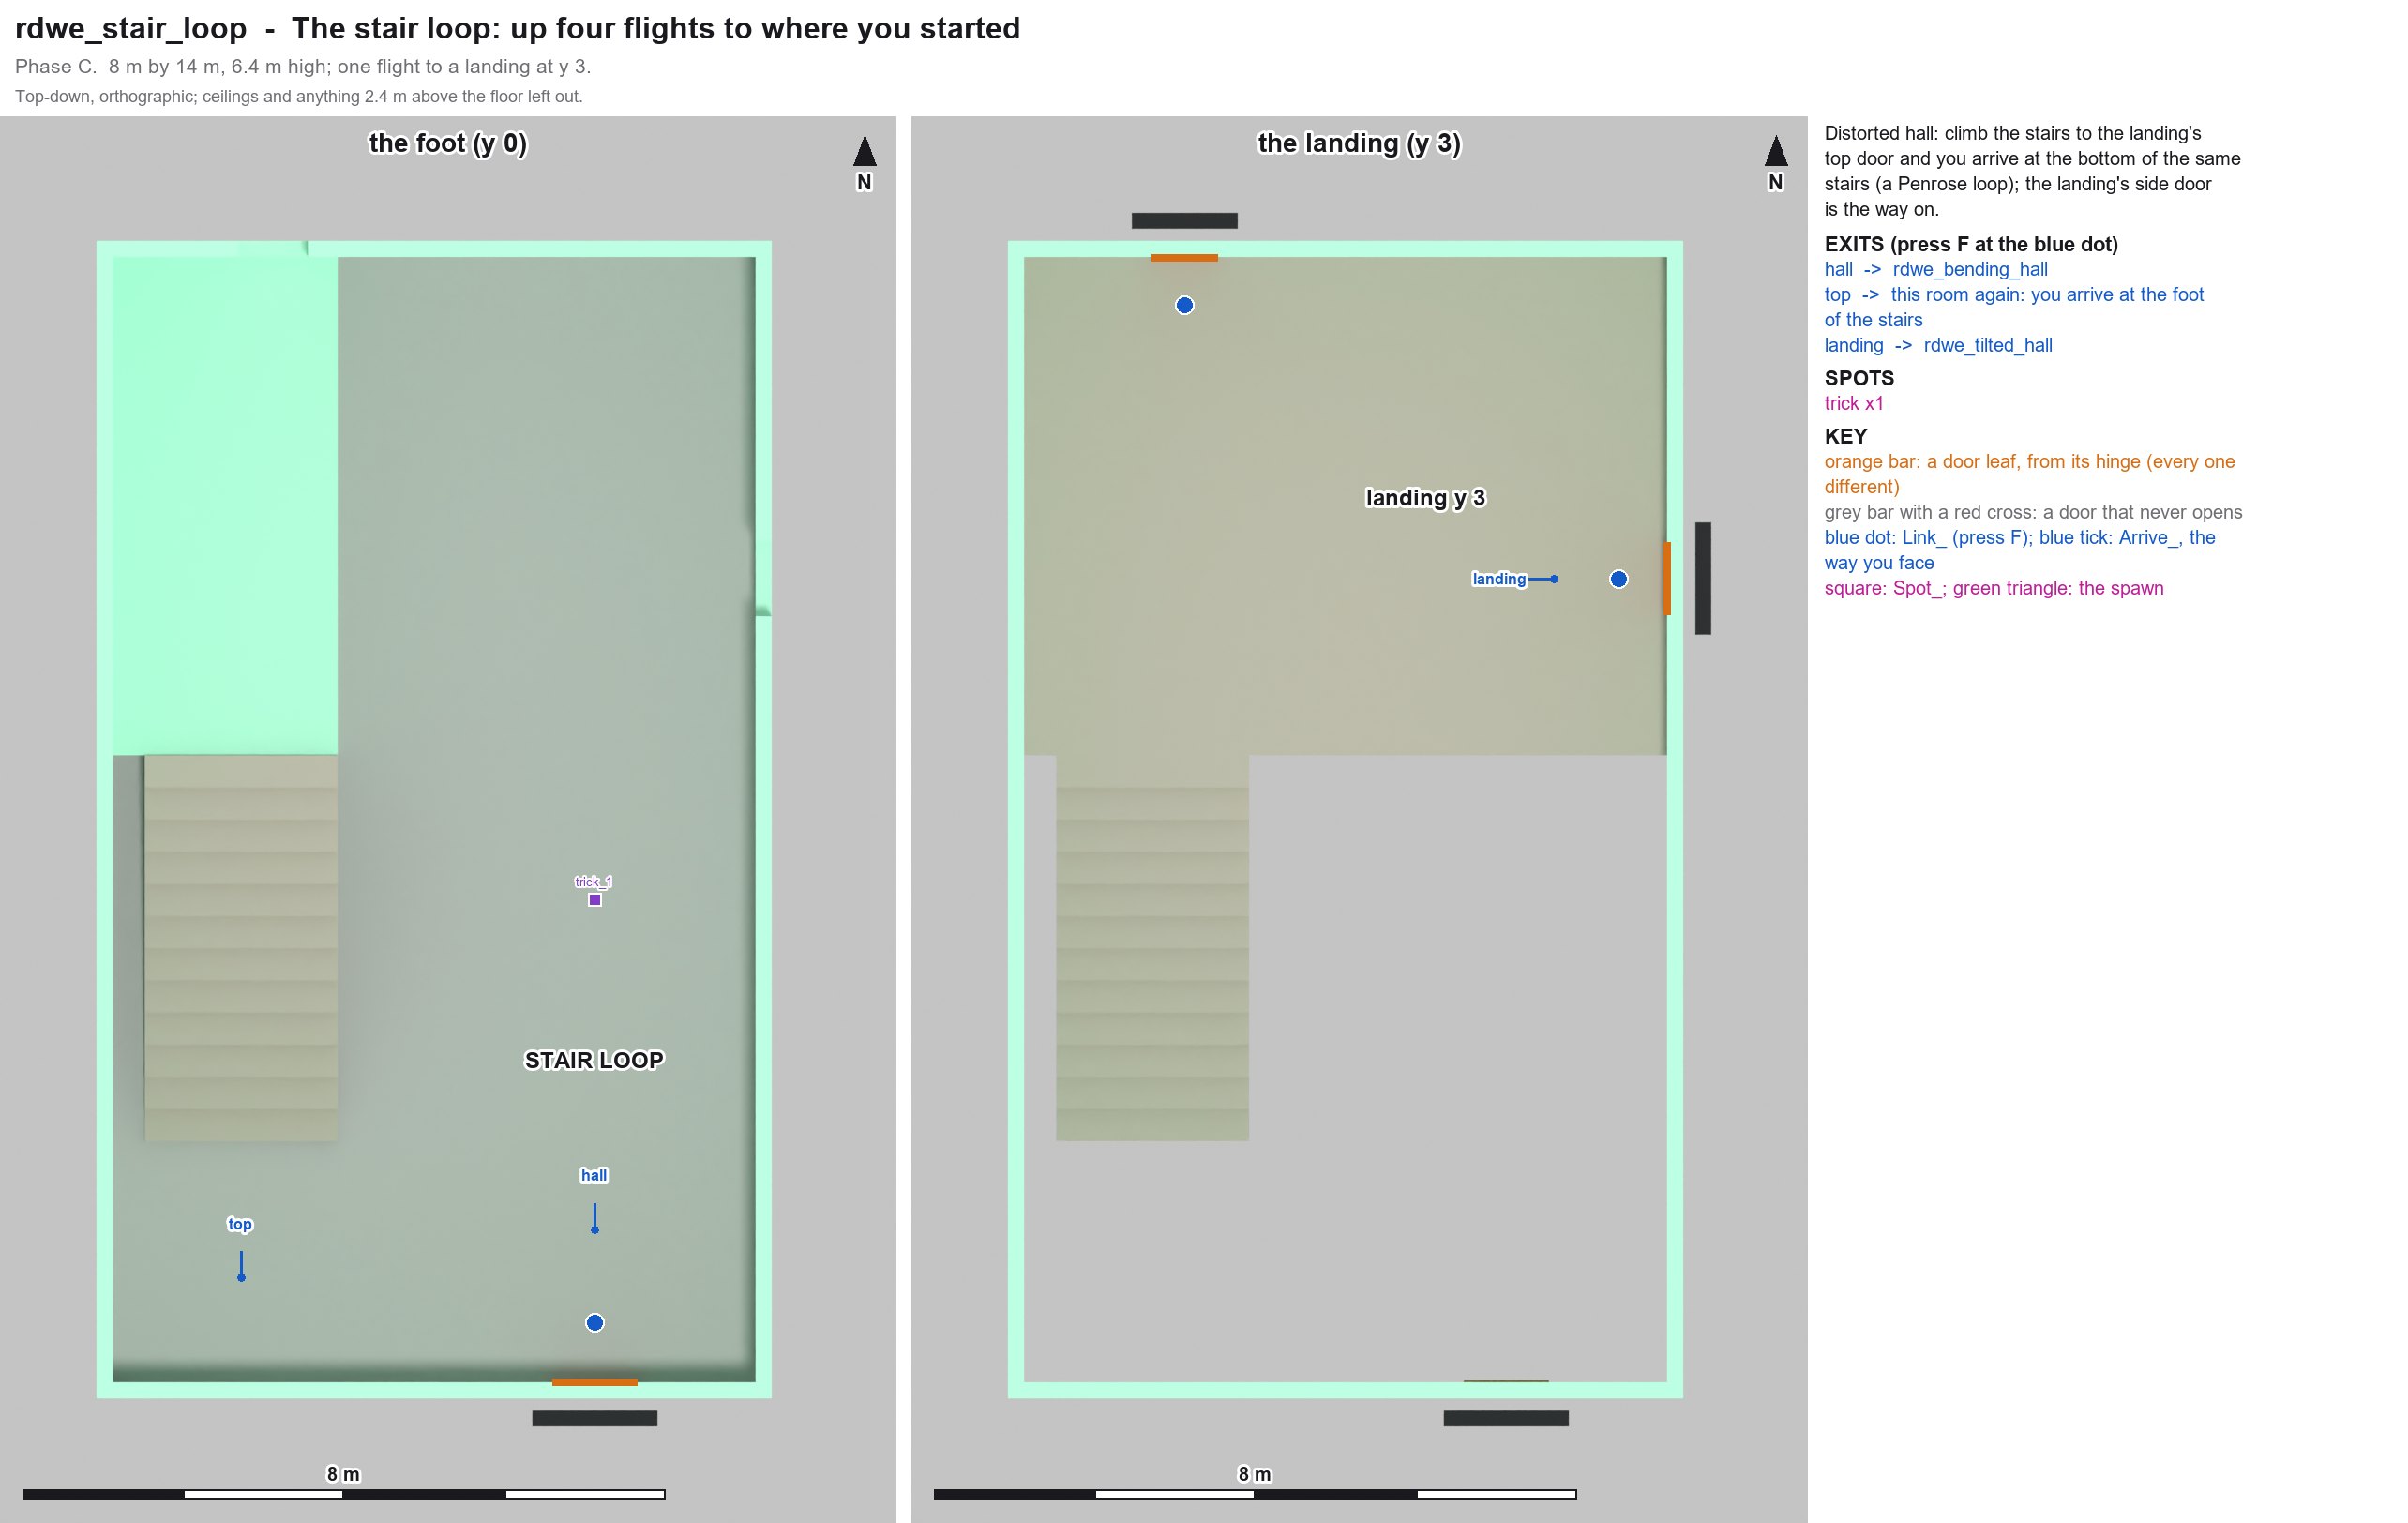 rdwe_stair_loop - The stair loop: up four flights to where you started
Phase C. 8 m by 14 m, 6.4 m high; one flight to a landing at y 3.
Top-down, orthographic; ceilings and anything 2.4 m above the floor left out.
the foot (y 0)
N
trick_1
STAIR LOOP
hall
top
8 m
the landing (y 3)
N
landing y 3
landing
8 m
Distorted hall: climb the stairs to the landing's
top door and you arrive at the bottom of the same
stairs (a Penrose loop); the landing's side door
is the way on.
EXITS (press F at the blue dot)
hall -> rdwe_bending_hall
top -> this room again: you arrive at the foot
of the stairs
landing -> rdwe_tilted_hall
SPOTS
trick x1
KEY
orange bar: a door leaf, from its hinge (every one
different)
grey bar with a red cross: a door that never opens
blue dot: Link_ (press F); blue tick: Arrive_, the
way you face
square: Spot_; green triangle: the spawn